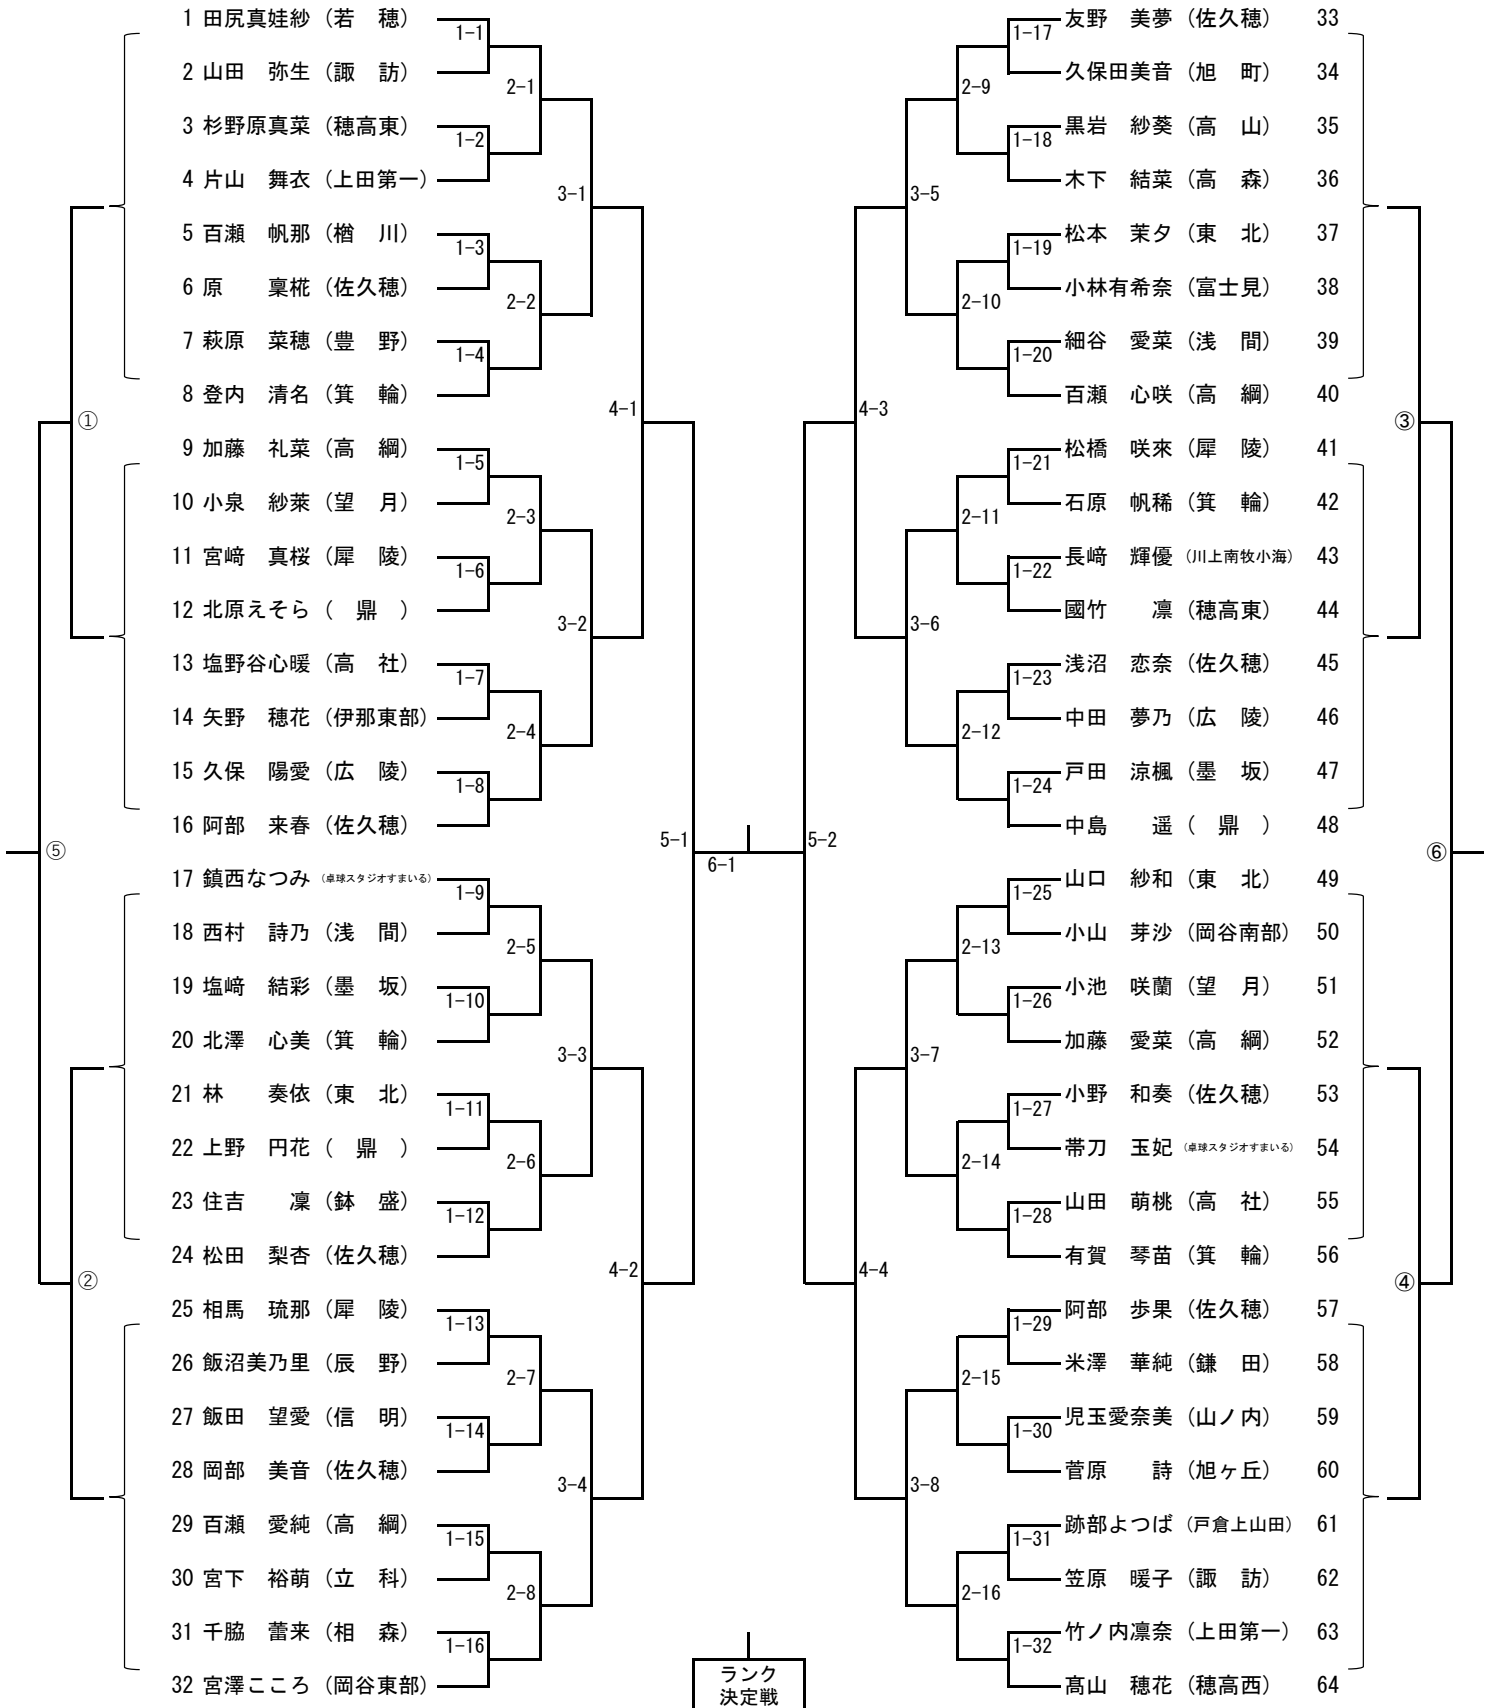 1 田尻真娃紗（若　穂）
1-1
2 山田　弥生（諏　訪）
2-1
3 杉野原真菜（穂高東）
1-2
4 片山　舞衣（上田第一）
3-1
5 百瀬　帆那（楢　川）
1-3
6 原　　稟椛（佐久穂）
2-2
7 萩原　菜穂（豊　野）
1-4
8 登内　清名（箕　輪）
4-1
①
9 加藤　礼菜（高　綱）
1-5
10 小泉　紗萊（望　月）
2-3
11 宮﨑　真桜（犀　陵）
1-6
12 北原えそら（　鼎　）
3-2
13 塩野谷心暖（高　社）
1-7
14 矢野　穂花（伊那東部）
2-4
15 久保　陽愛（広　陵）
1-8
16 阿部　来春（佐久穂）
5-1
⑤
17 鎮西なつみ（卓球スタジオすまいる）
1-9
18 西村　詩乃（浅　間）
2-5
19 塩﨑　結彩（墨　坂）
1-10
20 北澤　心美（箕　輪）
3-3
21 林　　奏依（東　北）
1-11
22 上野　円花（　鼎　）
2-6
23 住吉　　凜（鉢　盛）
1-12
24 松田　梨杏（佐久穂）
4-2
②
25 相馬　琉那（犀　陵）
1-13
26 飯沼美乃里（辰　野）
2-7
27 飯田　望愛（信　明）
1-14
28 岡部　美音（佐久穂）
3-4
29 百瀬　愛純（高　綱）
1-15
30 宮下　裕萌（立　科）
2-8
31 千脇　蕾来（相　森）
1-16
32 宮澤こころ（岡谷東部）
6-1
友野　美夢（佐久穂）　33
1-17
久保田美音（旭　町）　34
2-9
黒岩　紗葵（高　山）　35
1-18
木下　結菜（高　森）　36
3-5
松本　茉夕（東　北）　37
1-19
小林有希奈（富士見）　38
2-10
細谷　愛菜（浅　間）　39
1-20
百瀬　心咲（高　綱）　40
4-3
③
松橋　咲來（犀　陵）　41
1-21
石原　帆稀（箕　輪）　42
2-11
長﨑　輝優（川上南牧小海）　43
1-22
國竹　　凛（穂高東）　44
3-6
浅沼　恋奈（佐久穂）　45
1-23
中田　夢乃（広　陵）　46
2-12
戸田　涼楓（墨　坂）　47
1-24
中島　　遥（　鼎　）　48
5-2
⑥
山口　紗和（東　北）　49
1-25
小山　芽沙（岡谷南部）　50
2-13
小池　咲蘭（望　月）　51
1-26
加藤　愛菜（高　綱）　52
3-7
小野　和奏（佐久穂）　53
1-27
帯刀　玉妃（卓球スタジオすまいる）　54
2-14
山田　萌桃（高　社）　55
1-28
有賀　琴苗（箕　輪）　56
4-4
④
阿部　歩果（佐久穂）　57
1-29
米澤　華純（鎌　田）　58
2-15
児玉愛奈美（山ノ内）　59
1-30
菅原　　詩（旭ヶ丘）　60
3-8
跡部よつば（戸倉上山田）　61
1-31
笠原　暖子（諏　訪）　62
2-16
竹ノ内凛奈（上田第一）　63
1-32
髙山　穂花（穂高西）　64
ランク
決定戦